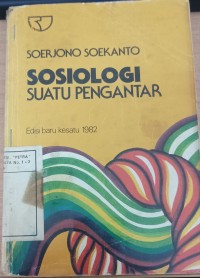 SOERJONO SOEKANTO
SOSIOLOGI
SUATU PENGANTAR
Edisi baru kesatu 1982